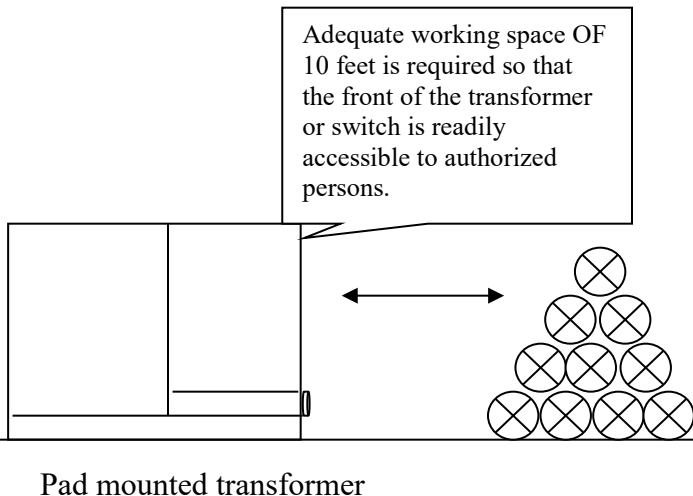 Adequate working space OF
10 feet is required so that
the front of the transformer
or switch is readily
accessible to authorized
persons.
Pad mounted transformer